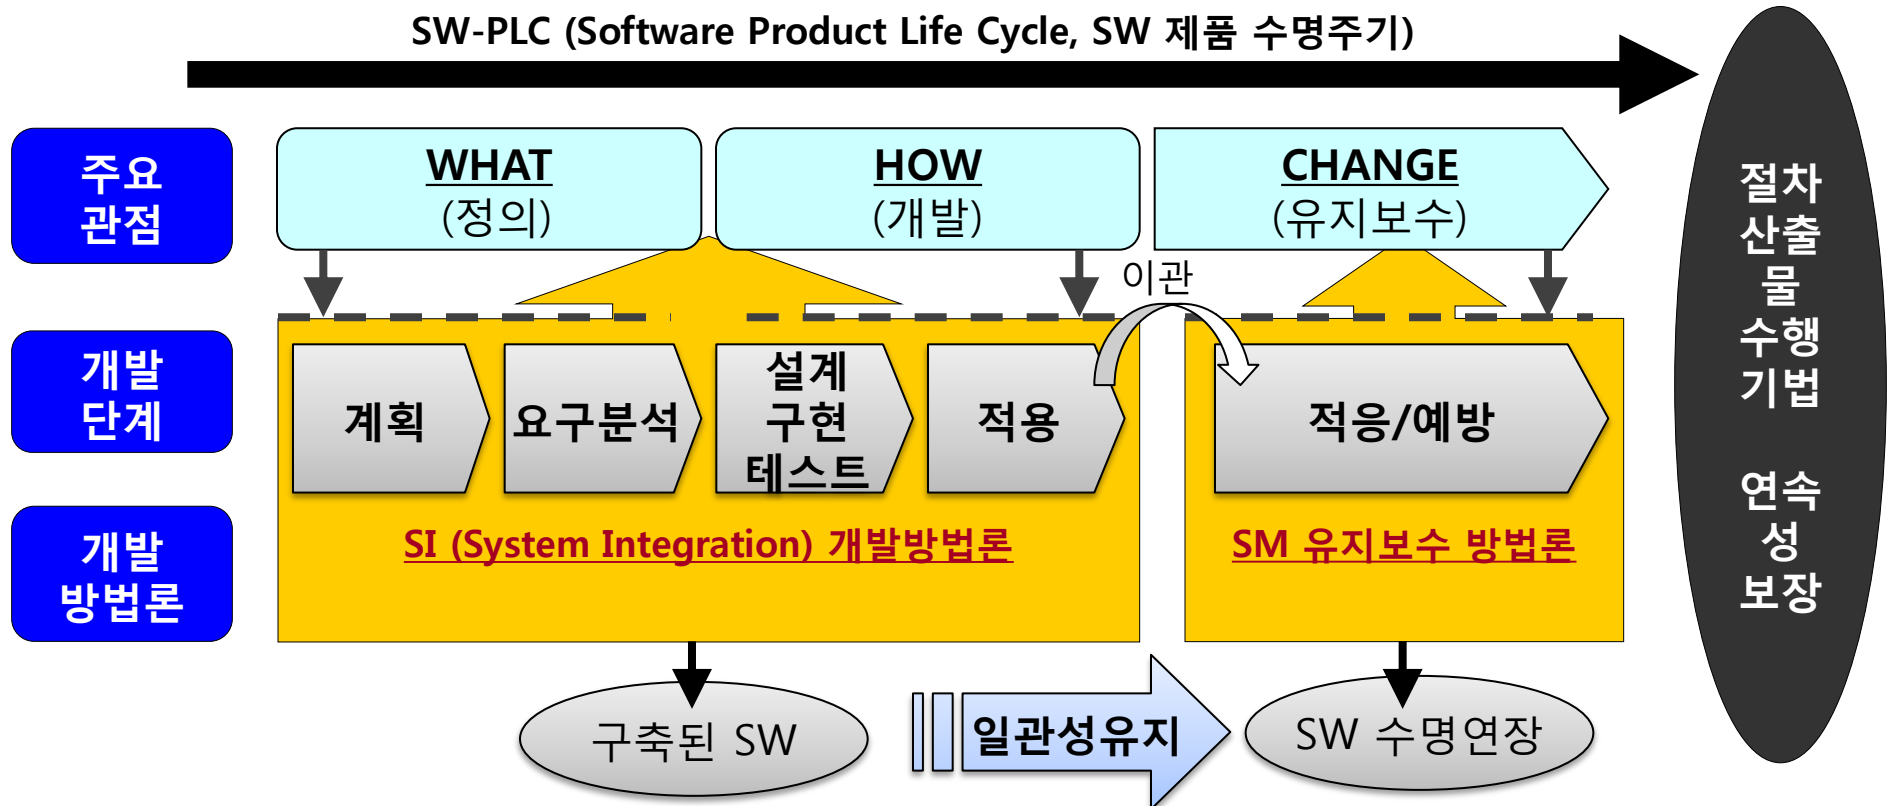 SW-PLC (Software Product Life Cycle, SW 제품 수명주기)
주요
관점
WHAT
(정의)
HOW
(개발)
CHANGE
(유지보수)
이관
개발
단계
계획
요구분석
설계
구현
테스트
적용
적응/예방
개발
방법론
SI (System Integration) 개발방법론
SM 유지보수 방법론
구축된 SW
일관성유지
SW 수명연장
절차
산출
물
수행
기법
연속
성
보장